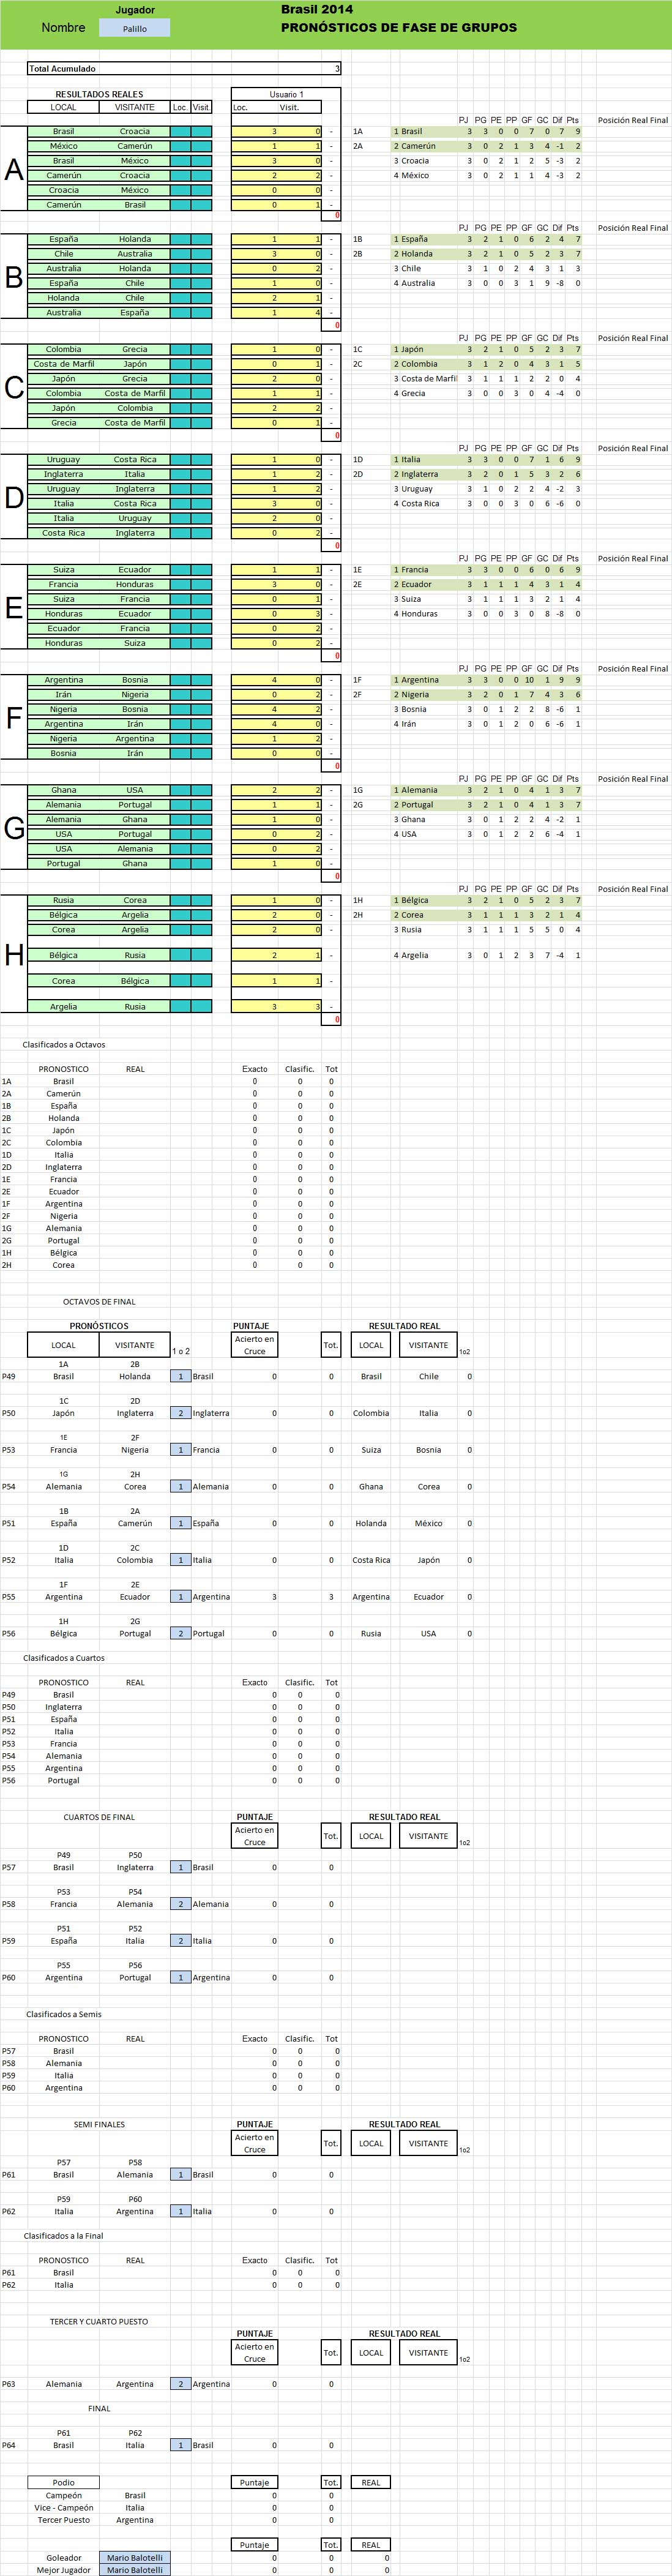 Jugador Brasil 2014
Nombre Palillo PRONÓSTICOS DE FASE DE GRUPOS
Total Acumulado 3
RESULTADOS REALES Usuario 1
LOCAL VISITANTE Loc. Visit. Loc. Visit.
PJ PG PE PP GF GC Dif Pts Posición Real Final
A
Brasil Croacia 3 0 - 1A 1 Brasil 3 3 0 0 7 0 7 9
México Camerún 1 1 - 2A 2 Camerún 3 0 2 1 3 4 -1 2
Brasil México 3 0 - 3 Croacia 3 0 2 1 2 5 -3 2
Camerún Croacia 2 2 - 4 México 3 0 2 1 1 4 -3 2
Croacia México 0 0 -
Camerún Brasil 0 1 -
0
PJ PG PE PP GF GC Dif Pts Posición Real Final
B
España Holanda 1 1 - 1B 1 España 3 2 1 0 6 2 4 7
Chile Australia 3 0 - 2B 2 Holanda 3 2 1 0 5 2 3 7
Australia Holanda 0 2 - 3 Chile 3 1 0 2 4 3 1 3
España Chile 1 0 - 4 Australia 3 0 0 3 1 9 -8 0
Holanda Chile 2 1 -
Australia España 1 4 -
0
PJ PG PE PP GF GC Dif Pts Posición Real Final
C
Colombia Grecia 1 0 - 1C 1 Japón 3 2 1 0 5 2 3 7
Costa de Marfil Japón 0 1 - 2C 2 Colombia 3 1 2 0 4 3 1 5
Japón Grecia 2 0 - 3 Costa de Marfil 3 1 1 1 2 2 0 4
Colombia Costa de Marfil 1 1 - 4 Grecia 3 0 0 3 0 4 -4 0
Japón Colombia 2 2 -
Grecia Costa de Marfil 0 1 -
0
PJ PG PE PP GF GC Dif Pts Posición Real Final
D
Uruguay Costa Rica 1 0 - 1D 1 Italia 3 3 0 0 7 1 6 9
Inglaterra Italia 1 2 - 2D 2 Inglaterra 3 2 0 1 5 3 2 6
Uruguay Inglaterra 1 2 - 3 Uruguay 3 1 0 2 2 4 -2 3
Italia Costa Rica 3 0 - 4 Costa Rica 3 0 0 3 0 6 -6 0
Italia Uruguay 2 0 -
Costa Rica Inglaterra 0 2 -
0
PJ PG PE PP GF GC Dif Pts Posición Real Final
E
Suiza Ecuador 1 1 - 1E 1 Francia 3 3 0 0 6 0 6 9
Francia Honduras 3 0 - 2E 2 Ecuador 3 1 1 1 4 3 1 4
Suiza Francia 0 1 - 3 Suiza 3 1 1 1 3 2 1 4
Honduras Ecuador 0 3 - 4 Honduras 3 0 0 3 0 8 -8 0
Ecuador Francia 0 2 -
Honduras Suiza 0 2 -
0
PJ PG PE PP GF GC Dif Pts Posición Real Final
F
Argentina Bosnia 4 0 - 1F 1 Argentina 3 3 0 0 10 1 9 9
Irán Nigeria 0 2 - 2F 2 Nigeria 3 2 0 1 7 4 3 6
Nigeria Bosnia 4 2 - 3 Bosnia 3 0 1 2 2 8 -6 1
Argentina Irán 4 0 - 4 Irán 3 0 1 2 0 6 -6 1
Nigeria Argentina 1 2 -
Bosnia Irán 0 0 -
0
PJ PG PE PP GF GC Dif Pts Posición Real Final
G
Ghana USA 2 2 - 1G 1 Alemania 3 2 1 0 4 1 3 7
Alemania Portugal 1 1 - 2G 2 Portugal 3 2 1 0 4 1 3 7
Alemania Ghana 1 0 - 3 Ghana 3 0 1 2 2 4 -2 1
USA Portugal 0 2 - 4 USA 3 0 1 2 2 6 -4 1
USA Alemania 0 2 -
Portugal Ghana 1 0 -
0
PJ PG PE PP GF GC Dif Pts Posición Real Final
H
Rusia Corea 1 0 - 1H 1 Bélgica 3 2 1 0 5 2 3 7
Bélgica Argelia 2 0 - 2H 2 Corea 3 1 1 1 3 2 1 4
Corea Argelia 2 0 - 3 Rusia 3 1 1 1 5 5 0 4
Bélgica Rusia 2 1 - 4 Argelia 3 0 1 2 3 7 -4 1
Corea Bélgica 1 1 -
Argelia Rusia 3 3 -
0
Clasificados a Octavos
PRONOSTICO REAL Exacto Clasific. Tot
1A Brasil 0 0 0
2A Camerún 0 0 0
1B España 0 0 0
2B Holanda 0 0 0
1C Japón 0 0 0
2C Colombia 0 0 0
1D Italia 0 0 0
2D Inglaterra 0 0 0
1E Francia 0 0 0
2E Ecuador 0 0 0
1F Argentina 0 0 0
2F Nigeria 0 0 0
1G Alemania 0 0 0
2G Portugal 0 0 0
1H Bélgica 0 0 0
2H Corea 0 0 0
OCTAVOS DE FINAL
PRONÓSTICOS PUNTAJE RESULTADO REAL
LOCAL VISITANTE 1 o 2 Acierto en Cruce Tot. LOCAL VISITANTE 1o2
1A 2B
P49 Brasil Holanda 1 Brasil 0 0 Brasil Chile 0
1C 2D
P50 Japón Inglaterra 2 Inglaterra 0 0 Colombia Italia 0
1E 2F
P53 Francia Nigeria 1 Francia 0 0 Suiza Bosnia 0
1G 2H
P54 Alemania Corea 1 Alemania 0 0 Ghana Corea 0
1B 2A
P51 España Camerún 1 España 0 0 Holanda México 0
1D 2C
P52 Italia Colombia 1 Italia 0 0 Costa Rica Japón 0
1F 2E
P55 Argentina Ecuador 1 Argentina 3 3 Argentina Ecuador 0
1H 2G
P56 Bélgica Portugal 2 Portugal 0 0 Rusia USA 0
Clasificados a Cuartos
PRONOSTICO REAL Exacto Clasific. Tot
P49 Brasil 0 0 0
P50 Inglaterra 0 0 0
P51 España 0 0 0
P52 Italia 0 0 0
P53 Francia 0 0 0
P54 Alemania 0 0 0
P55 Argentina 0 0 0
P56 Portugal 0 0 0
CUARTOS DE FINAL PUNTAJE RESULTADO REAL
Acierto en Cruce Tot. LOCAL VISITANTE 1o2
P49 P50
P57 Brasil Inglaterra 1 Brasil 0 0
P53 P54
P58 Francia Alemania 2 Alemania 0 0
P51 P52
P59 España Italia 2 Italia 0 0
P55 P56
P60 Argentina Portugal 1 Argentina 0 0
Clasificados a Semis
PRONOSTICO REAL Exacto Clasific. Tot
P57 Brasil 0 0 0
P58 Alemania 0 0 0
P59 Italia 0 0 0
P60 Argentina 0 0 0
SEMI FINALES PUNTAJE RESULTADO REAL
Acierto en Cruce Tot. LOCAL VISITANTE 1o2
P57 P58
P61 Brasil Alemania 1 Brasil 0 0
P59 P60
P62 Italia Argentina 1 Italia 0 0
Clasificados a la Final
PRONOSTICO REAL Exacto Clasific. Tot
P61 Brasil 0 0 0
P62 Italia 0 0 0
TERCER Y CUARTO PUESTO
PUNTAJE RESULTADO REAL
Acierto en Cruce Tot. LOCAL VISITANTE 1o2
P63 Alemania Argentina 2 Argentina 0 0
FINAL
P61 P62
P64 Brasil Italia 1 Brasil 0 0
Podio Puntaje Tot. REAL
Campeón Brasil 0 0
Vice - Campeón Italia 0 0
Tercer Puesto Argentina 0 0
Puntaje Tot. REAL
Goleador Mario Balotelli 0 0 0
Mejor Jugador Mario Balotelli 0 0 0